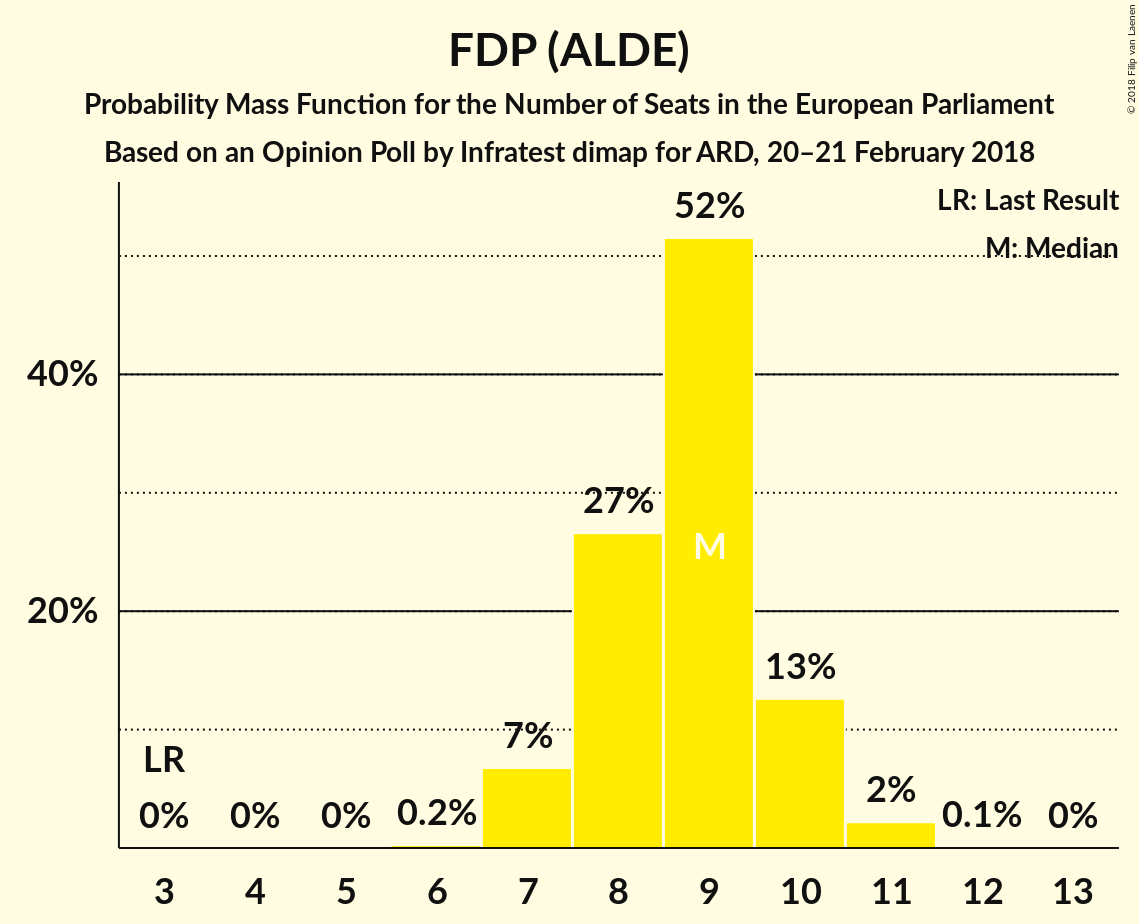 FDP (ALDE)
Probability Mass Function for the Number of Seats in the European Parliament
Based on an Opinion Poll by Infratest dimap for ARD, 20–21 February 2018
© 2018 Filip van Laenen
LR: Last Result
M: Median
52%
40%
27%
M
20%
13%
7%
LR
2%
0% 0% 0% 0.2% 0.1% 0%
3 4 5 6 7 8 9 10 11 12 13